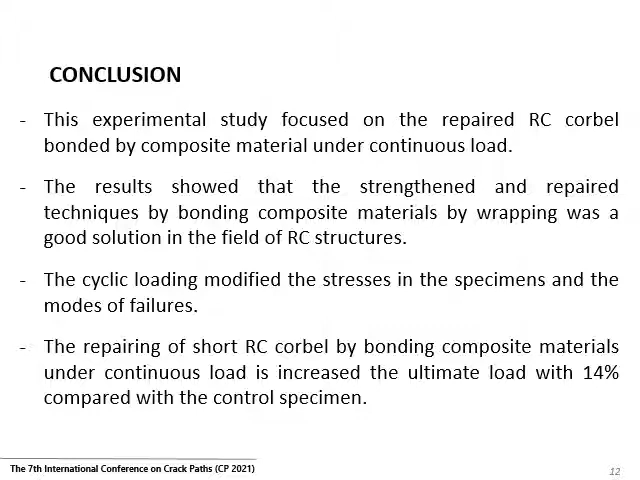 CONCLUSION
- This experimental study focused on the repaired RC corbel
bonded by composite material under continuous load.
- The results showed that the strengthened and repaired
techniques by bonding composite materials by wrapping was a
good solution in the field of RC structures.
- The cyclic loading modified the stresses in the specimens and the
modes of failures.
- The repairing of short RC corbel by bonding composite materials
under continuous load is increased the ultimate load with 14%
compared with the control specimen.
The 7th International Conference on Crack Paths (CP 2021)
12